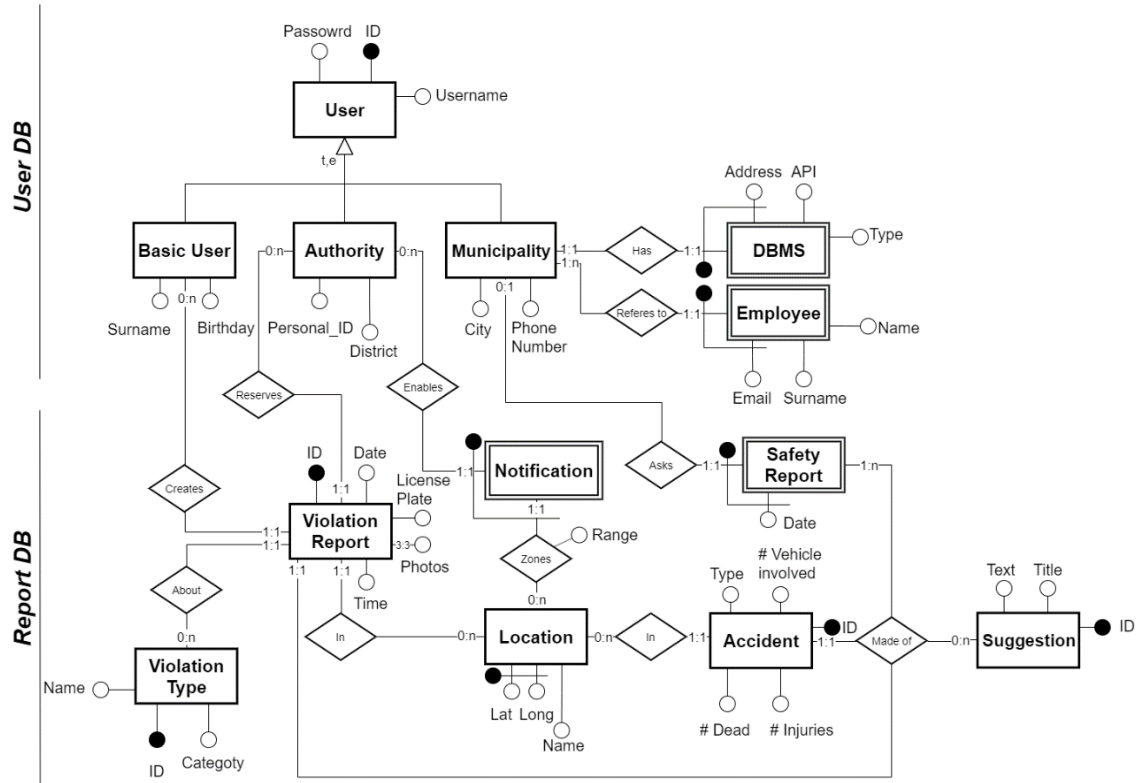 User DB
Report DB
Passowrd
ID
Username
User
t,e
Basic User
0:n
Surname
Birthday
0:n
Authority
0:n
Personal_ID
District
Municipality
1:1
1:n
0:1
City
Phone
Number
Has
1:1
Address
API
Type
DBMS
Referes to
1:1
Employee
Name
Email
Surname
Reserves
Enables
Creates
1:1
ID
Date
License
Plate
Violation
Report
3:3
Photos
Time
1:1
1:1
1:1
1:1
1:1
Notification
1:1
Zones
Range
0:n
Asks
1:1
Safety
Report
1:n
Date
About
0:n
Violation
Type
Name
ID
Categoty
In
0:n
Location
0:n
Lat
Long
Name
In
1:1
Type
# Vehicle
involved
ID
Accident
1:1
# Dead
# Injuries
Made of
0:n
Text
Title
Suggestion
ID